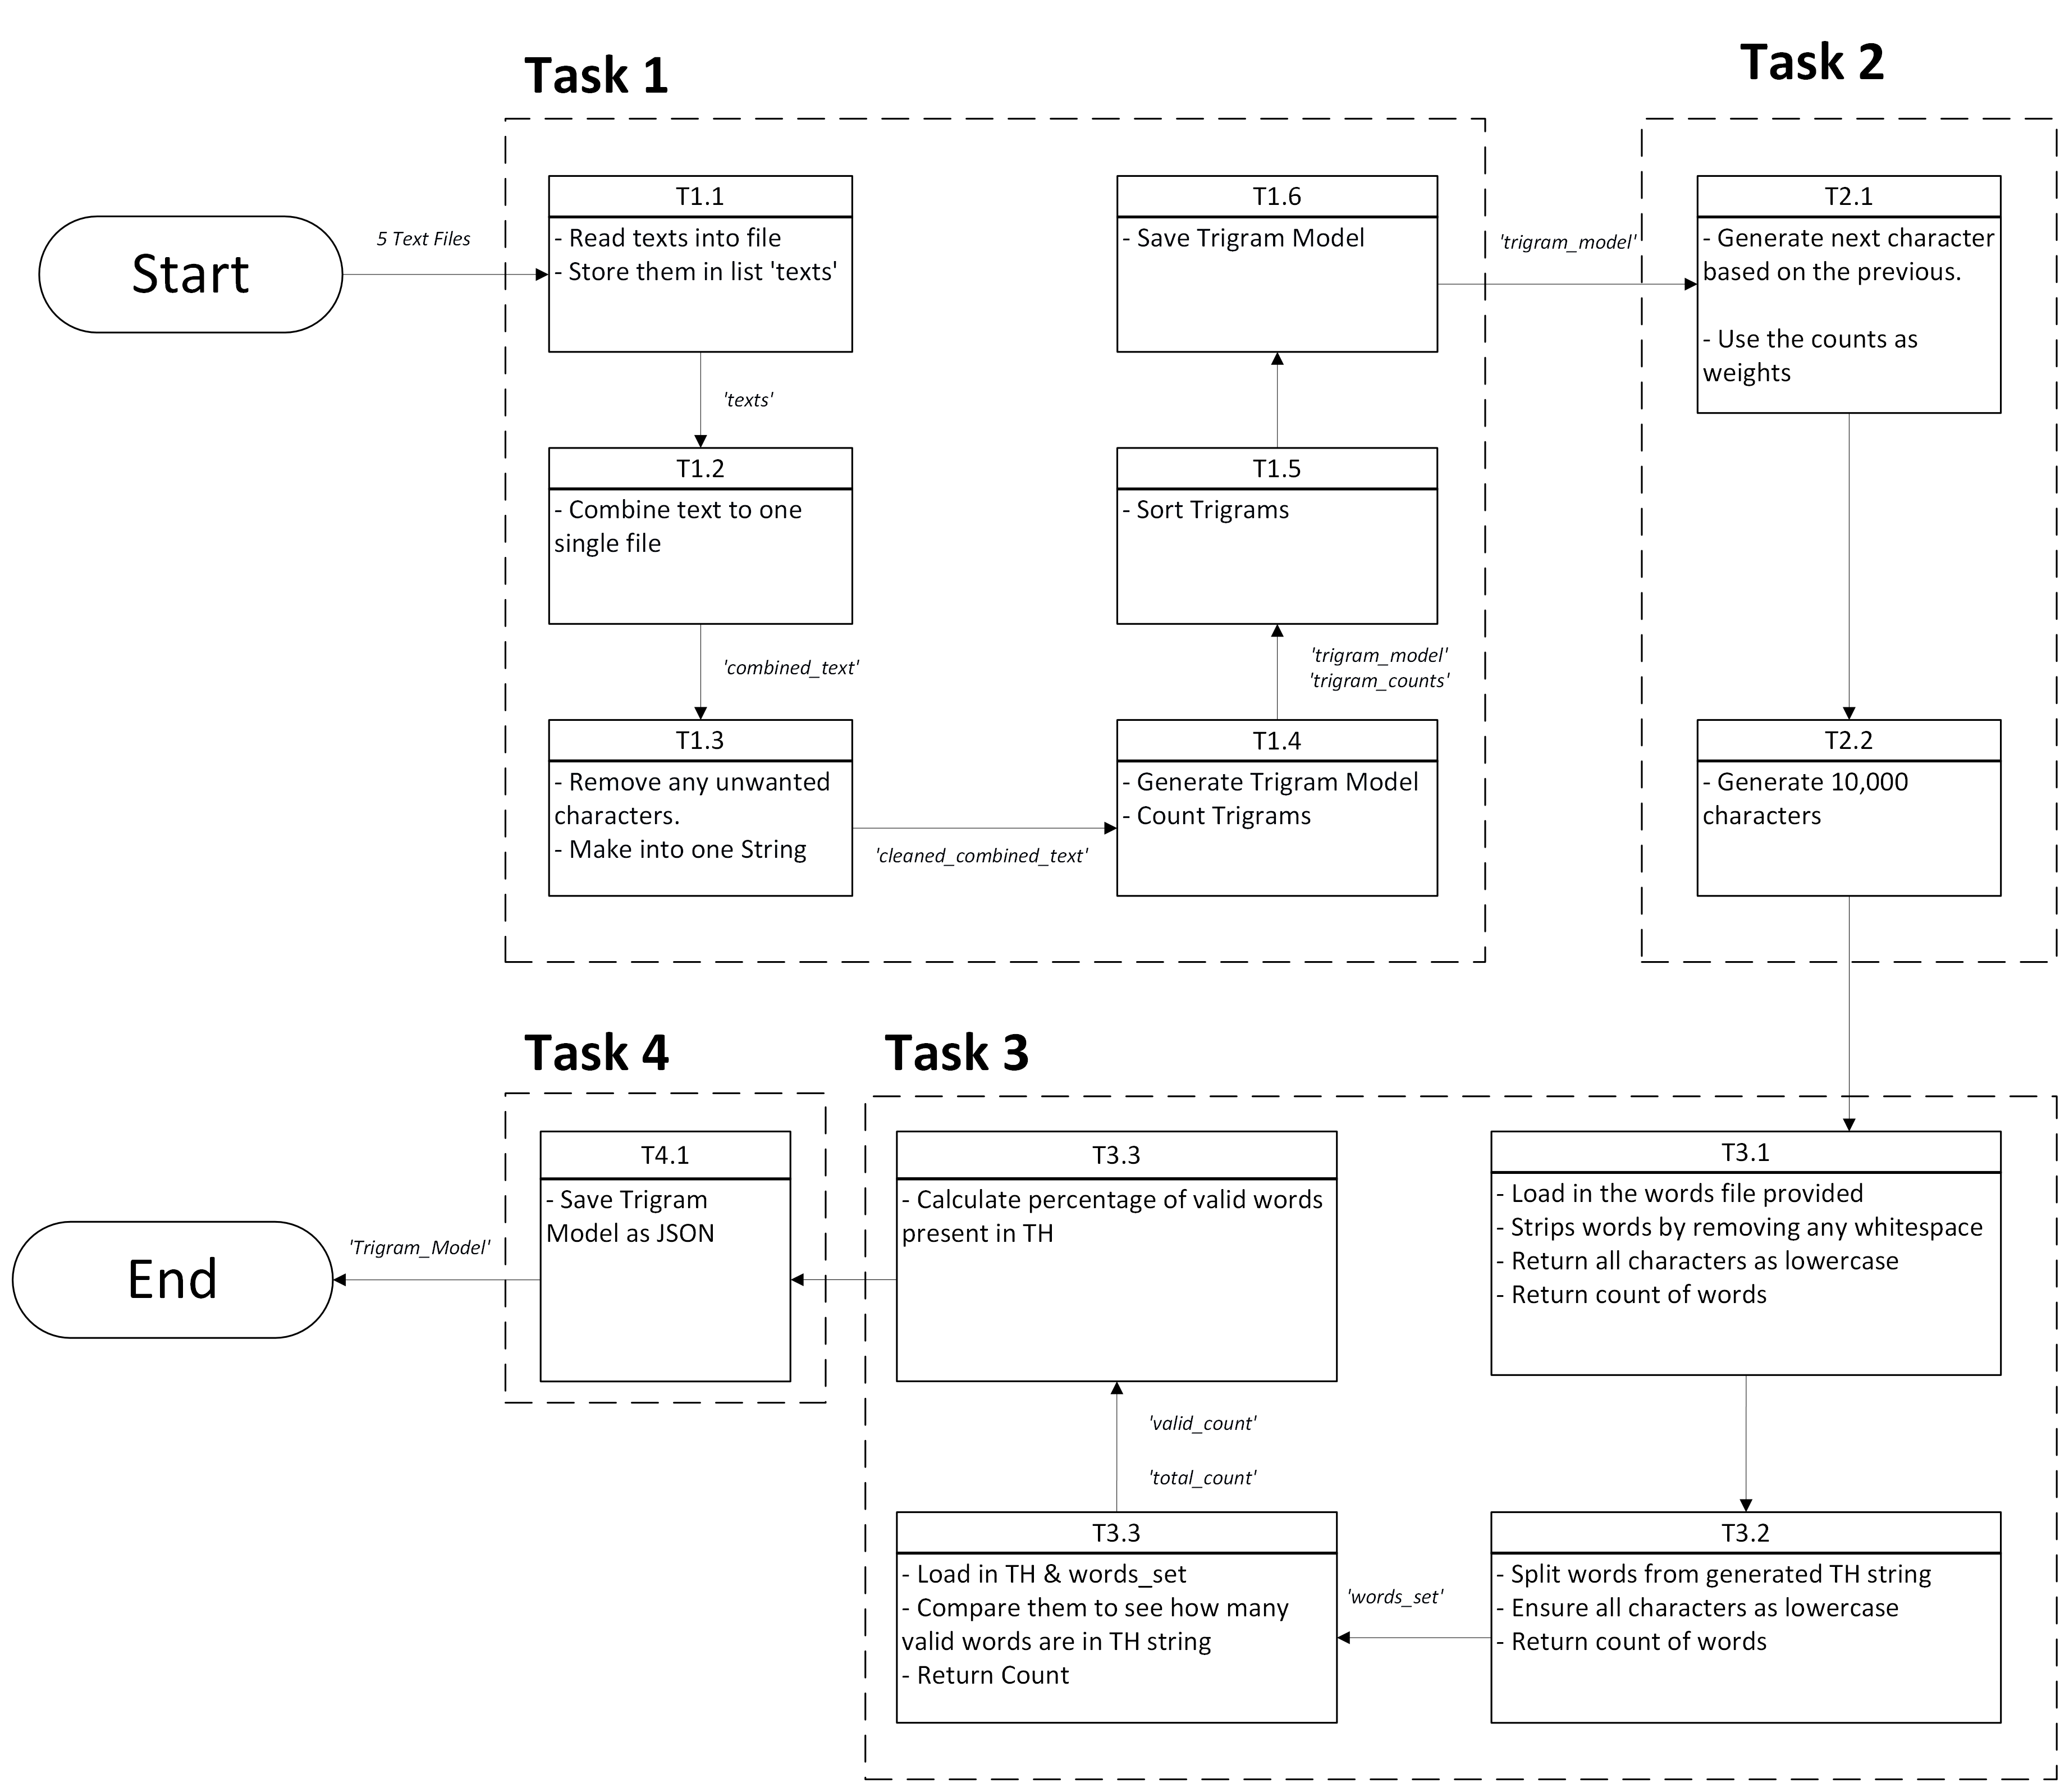 Task 1
Task 2
Start
5 Text Files
T1.1
- Read texts into file
- Store them in list 'texts'
'texts'
T1.2
- Combine text to one
single file
'combined_text'
T1.3
- Remove any unwanted
characters.
- Make into one String
'cleaned_combined_text'
T1.4
- Generate Trigram Model
- Count Trigrams
'trigram_model'
'trigram_counts'
T1.5
- Sort Trigrams
T1.6
- Save Trigram Model
'trigram_model'
T2.1
- Generate next character
based on the previous.
- Use the counts as
weights
T2.2
- Generate 10,000
characters
Task 3
T3.1
- Load in the words file provided
- Strips words by removing any whitespace
- Return all characters as lowercase
- Return count of words
T3.2
- Split words from generated TH string
- Ensure all characters as lowercase
- Return count of words
'words_set'
T3.3
- Load in TH & words_set
- Compare them to see how many
valid words are in TH string
- Return Count
'valid_count'
'total_count'
T3.3
- Calculate percentage of valid words
present in TH
Task 4
T4.1
- Save Trigram
Model as JSON
'Trigram_Model'
End